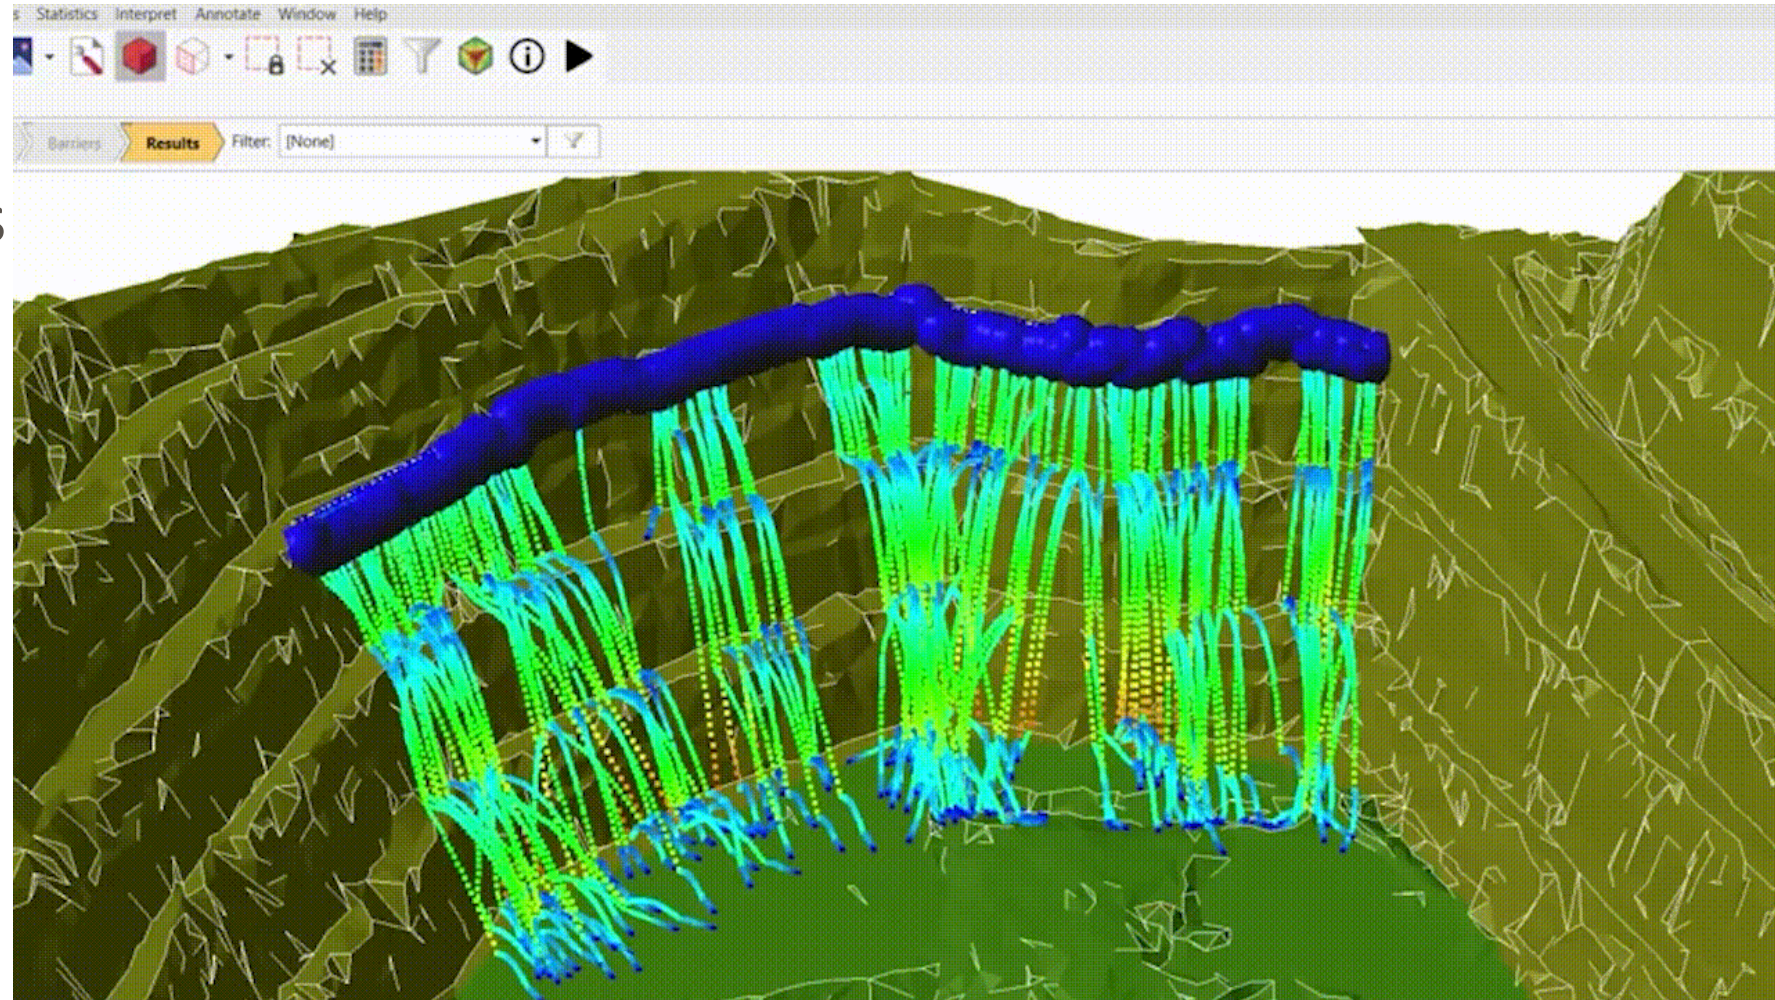 s Statistics Interpret Annotate Window Help
Barriers Results Filter: [None]
s